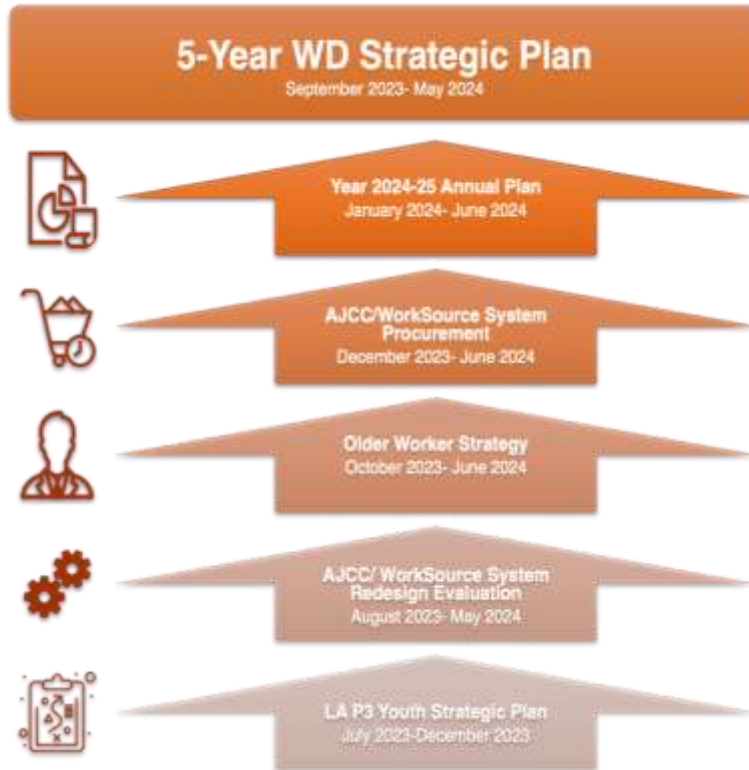 5-Year WD Strategic Plan
September 2023- May 2024
Year 2024-25 Annual Plan
January 2024- June 2024
AJCC/WorkSource System
Procurement
December 2023- June 2024
Older Worker Strategy
October 2023- June 2024
AJCC/ WorkSource System
Redesign Evaluation
August 2023- May 2024
LA P3 Youth Strategic Plan
July 2023-December 2023